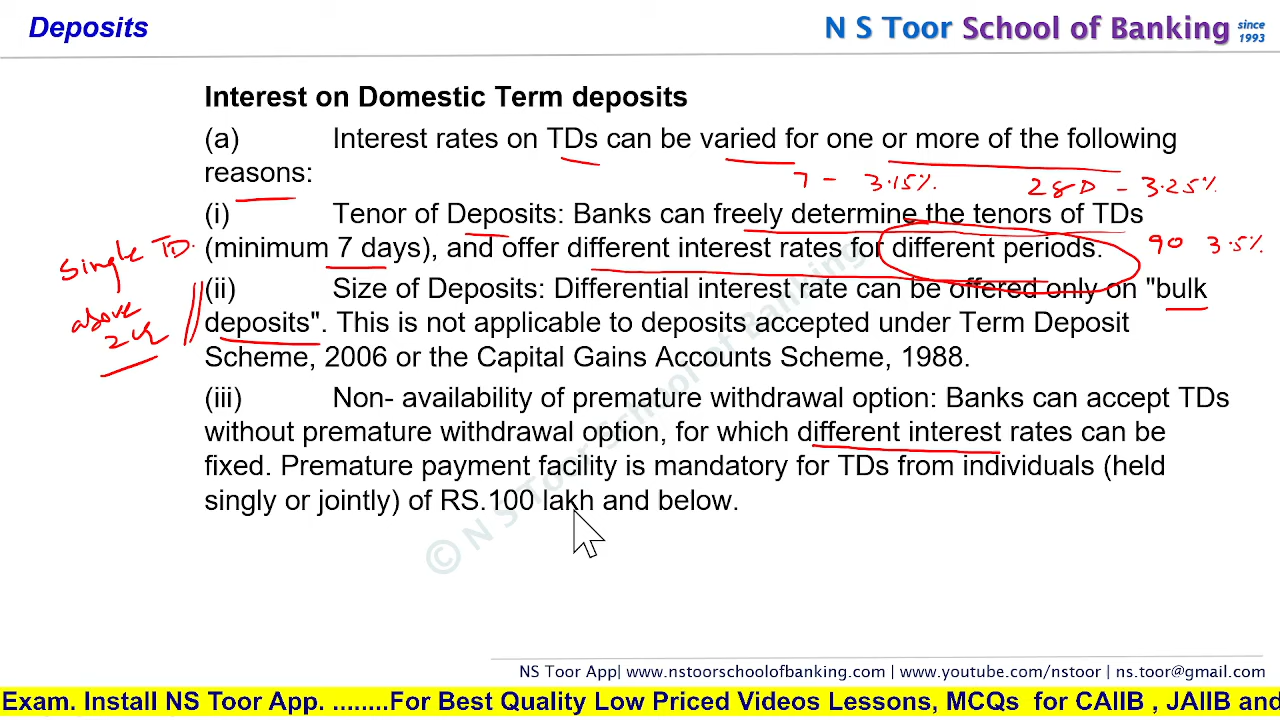 Deposits
N S Toor School of Banking since 1993
Interest on Domestic Term deposits
(a) Interest rates on TDs can be varied for one or more of the following
reasons:
7 - 3.15%. 28D - 3.25%
(i) Tenor of Deposits: Banks can freely determine the tenors of TDs
(minimum 7 days), and offer different interest rates for different periods.
90 3.5%
Single TD.
above
(ii) Size of Deposits: Differential interest rate can be offered only on "bulk
deposits". This is not applicable to deposits accepted under Term Deposit
Scheme, 2006 or the Capital Gains Accounts Scheme, 1988.
(iii) Non- availability of premature withdrawal option: Banks can accept TDs
without premature withdrawal option, for which different interest rates can be
fixed. Premature payment facility is mandatory for TDs from individuals (held
singly or jointly) of RS.100 lakh and below.
© N S Toor School of Banking
NS Toor App| www.nstoorschoolofbanking.com | www.youtube.com/nstoor | ns.toor@gmail.com
Exam. Install NS Toor App. ........For Best Quality Low Priced Videos Lessons, MCQs for CAIIB , JAIIB and